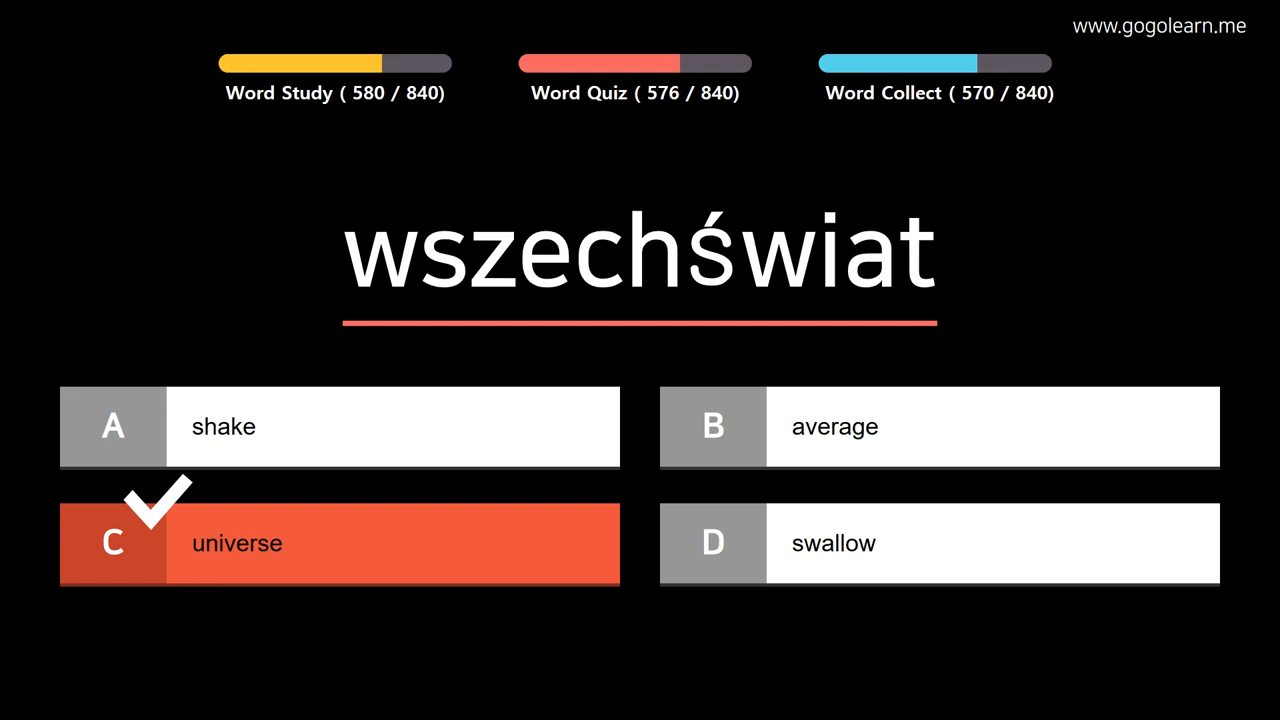 www.gogolearn.me
Word Study ( 580 / 840)
Word Quiz ( 576 / 840)
Word Collect ( 570 / 840)
wszechświat
A shake
B average
C universe
D swallow